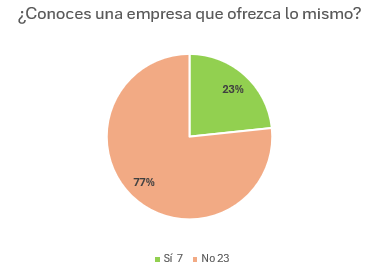 ¿Conoces una empresa que ofrezca lo mismo?
23%
77%
Sí 7 No 23